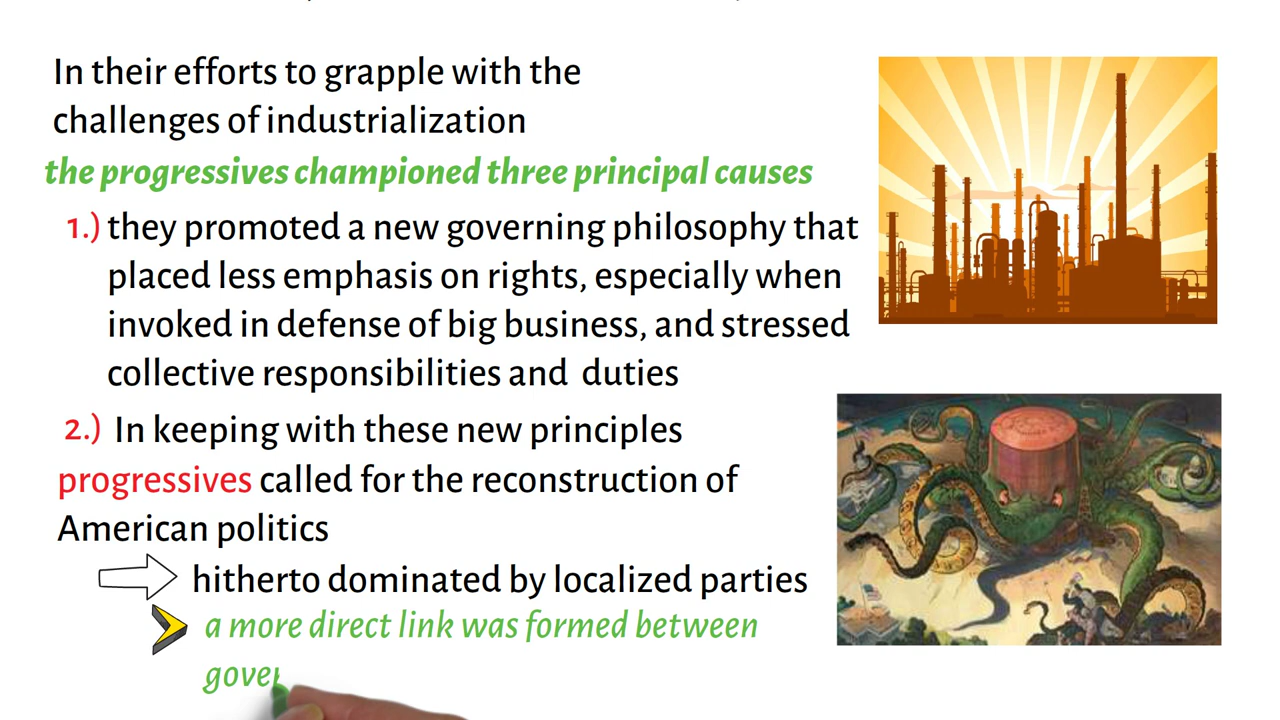 In their efforts to grapple with the
challenges of industrialization
the progressives championed three principal causes
1.) they promoted a new governing philosophy that
placed less emphasis on rights, especially when
invoked in defense of big business, and stressed
collective responsibilities and duties
2.) In keeping with these new principles
progressives called for the reconstruction of
American politics
hitherto dominated by localized parties
a more direct link was formed between